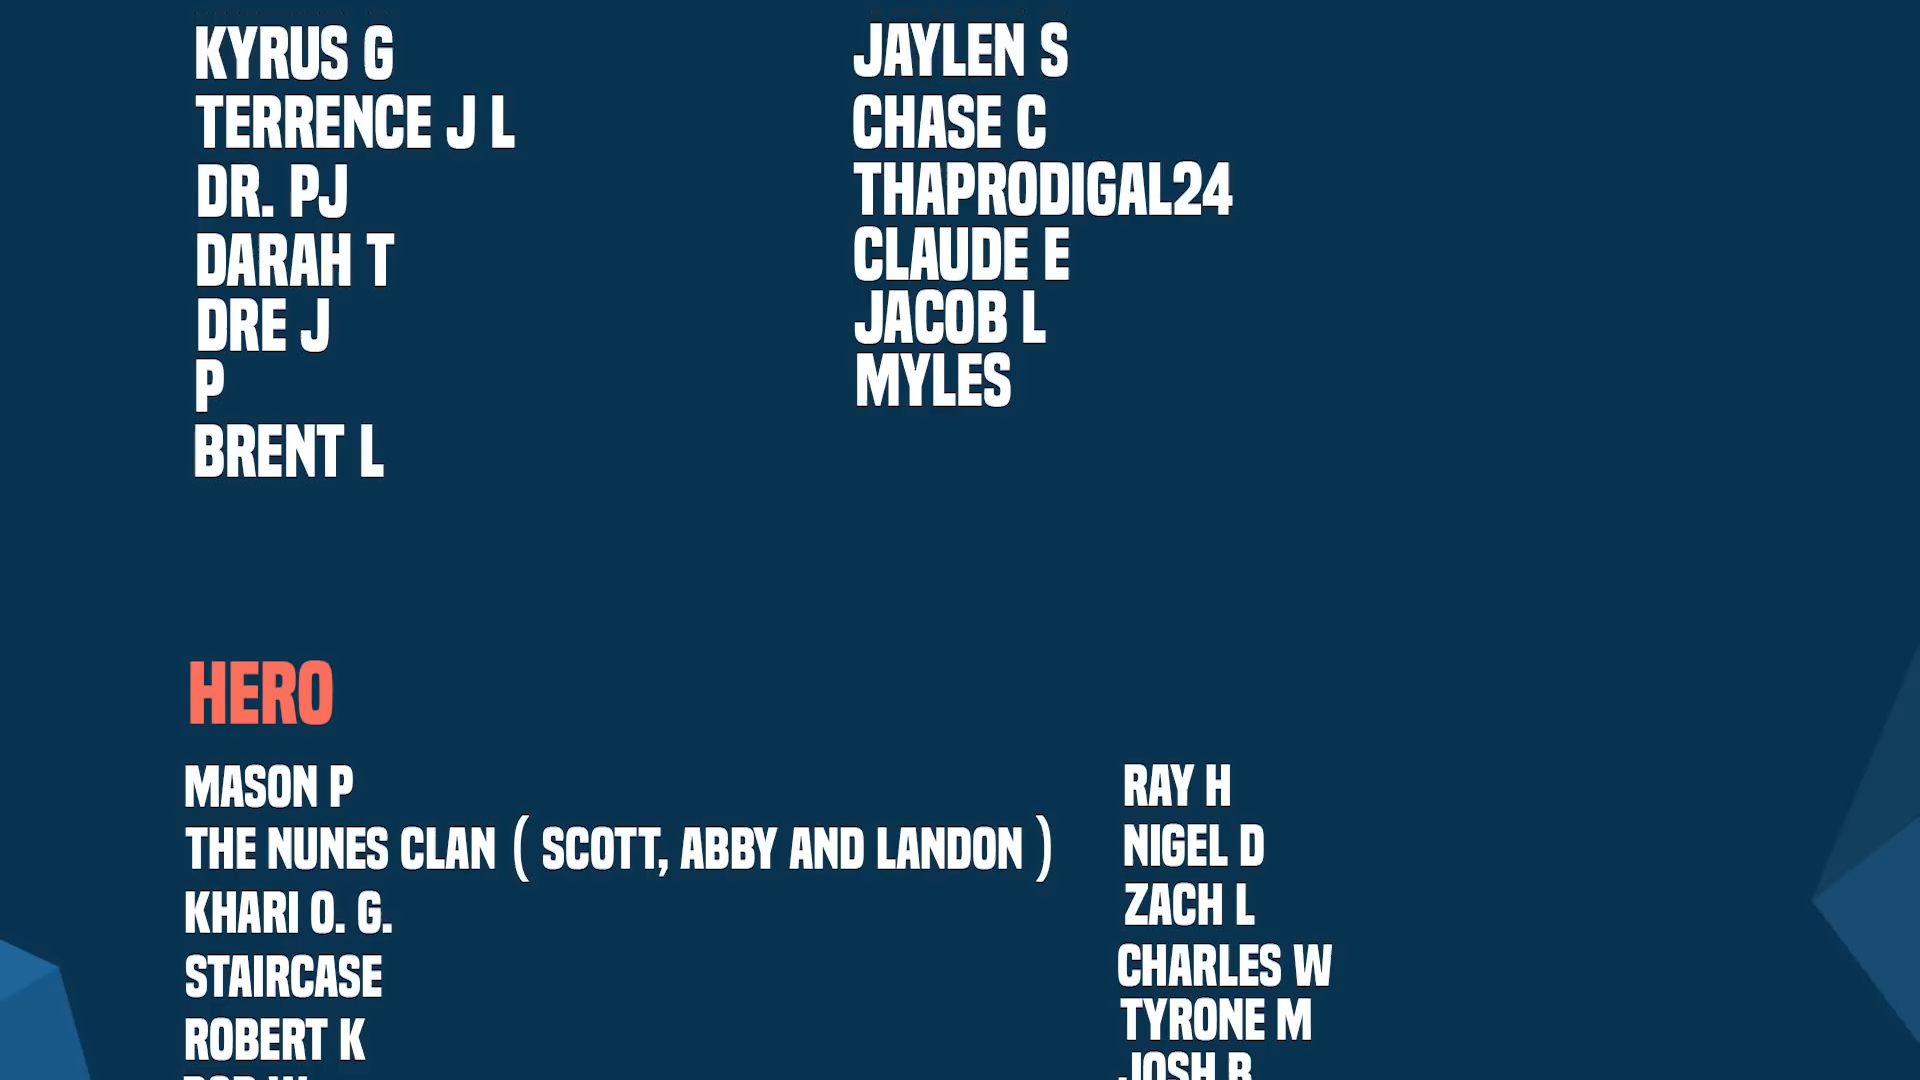 KYRUS G
TERRENCE J L
DR. PJ
DARAH T
DRE J
P
BRENT L
JAYLEN S
CHASE C
THAPRODIGAL24
CLAUDE E
JACOB L
MYLES
HERO
MASON P
THE NUNES CLAN ( SCOTT, ABBY AND LANDON )
KHARI O. G.
STAIRCASE
ROBERT K
RAY H
NIGEL D
ZACH L
CHARLES W
TYRONE M
JOSH